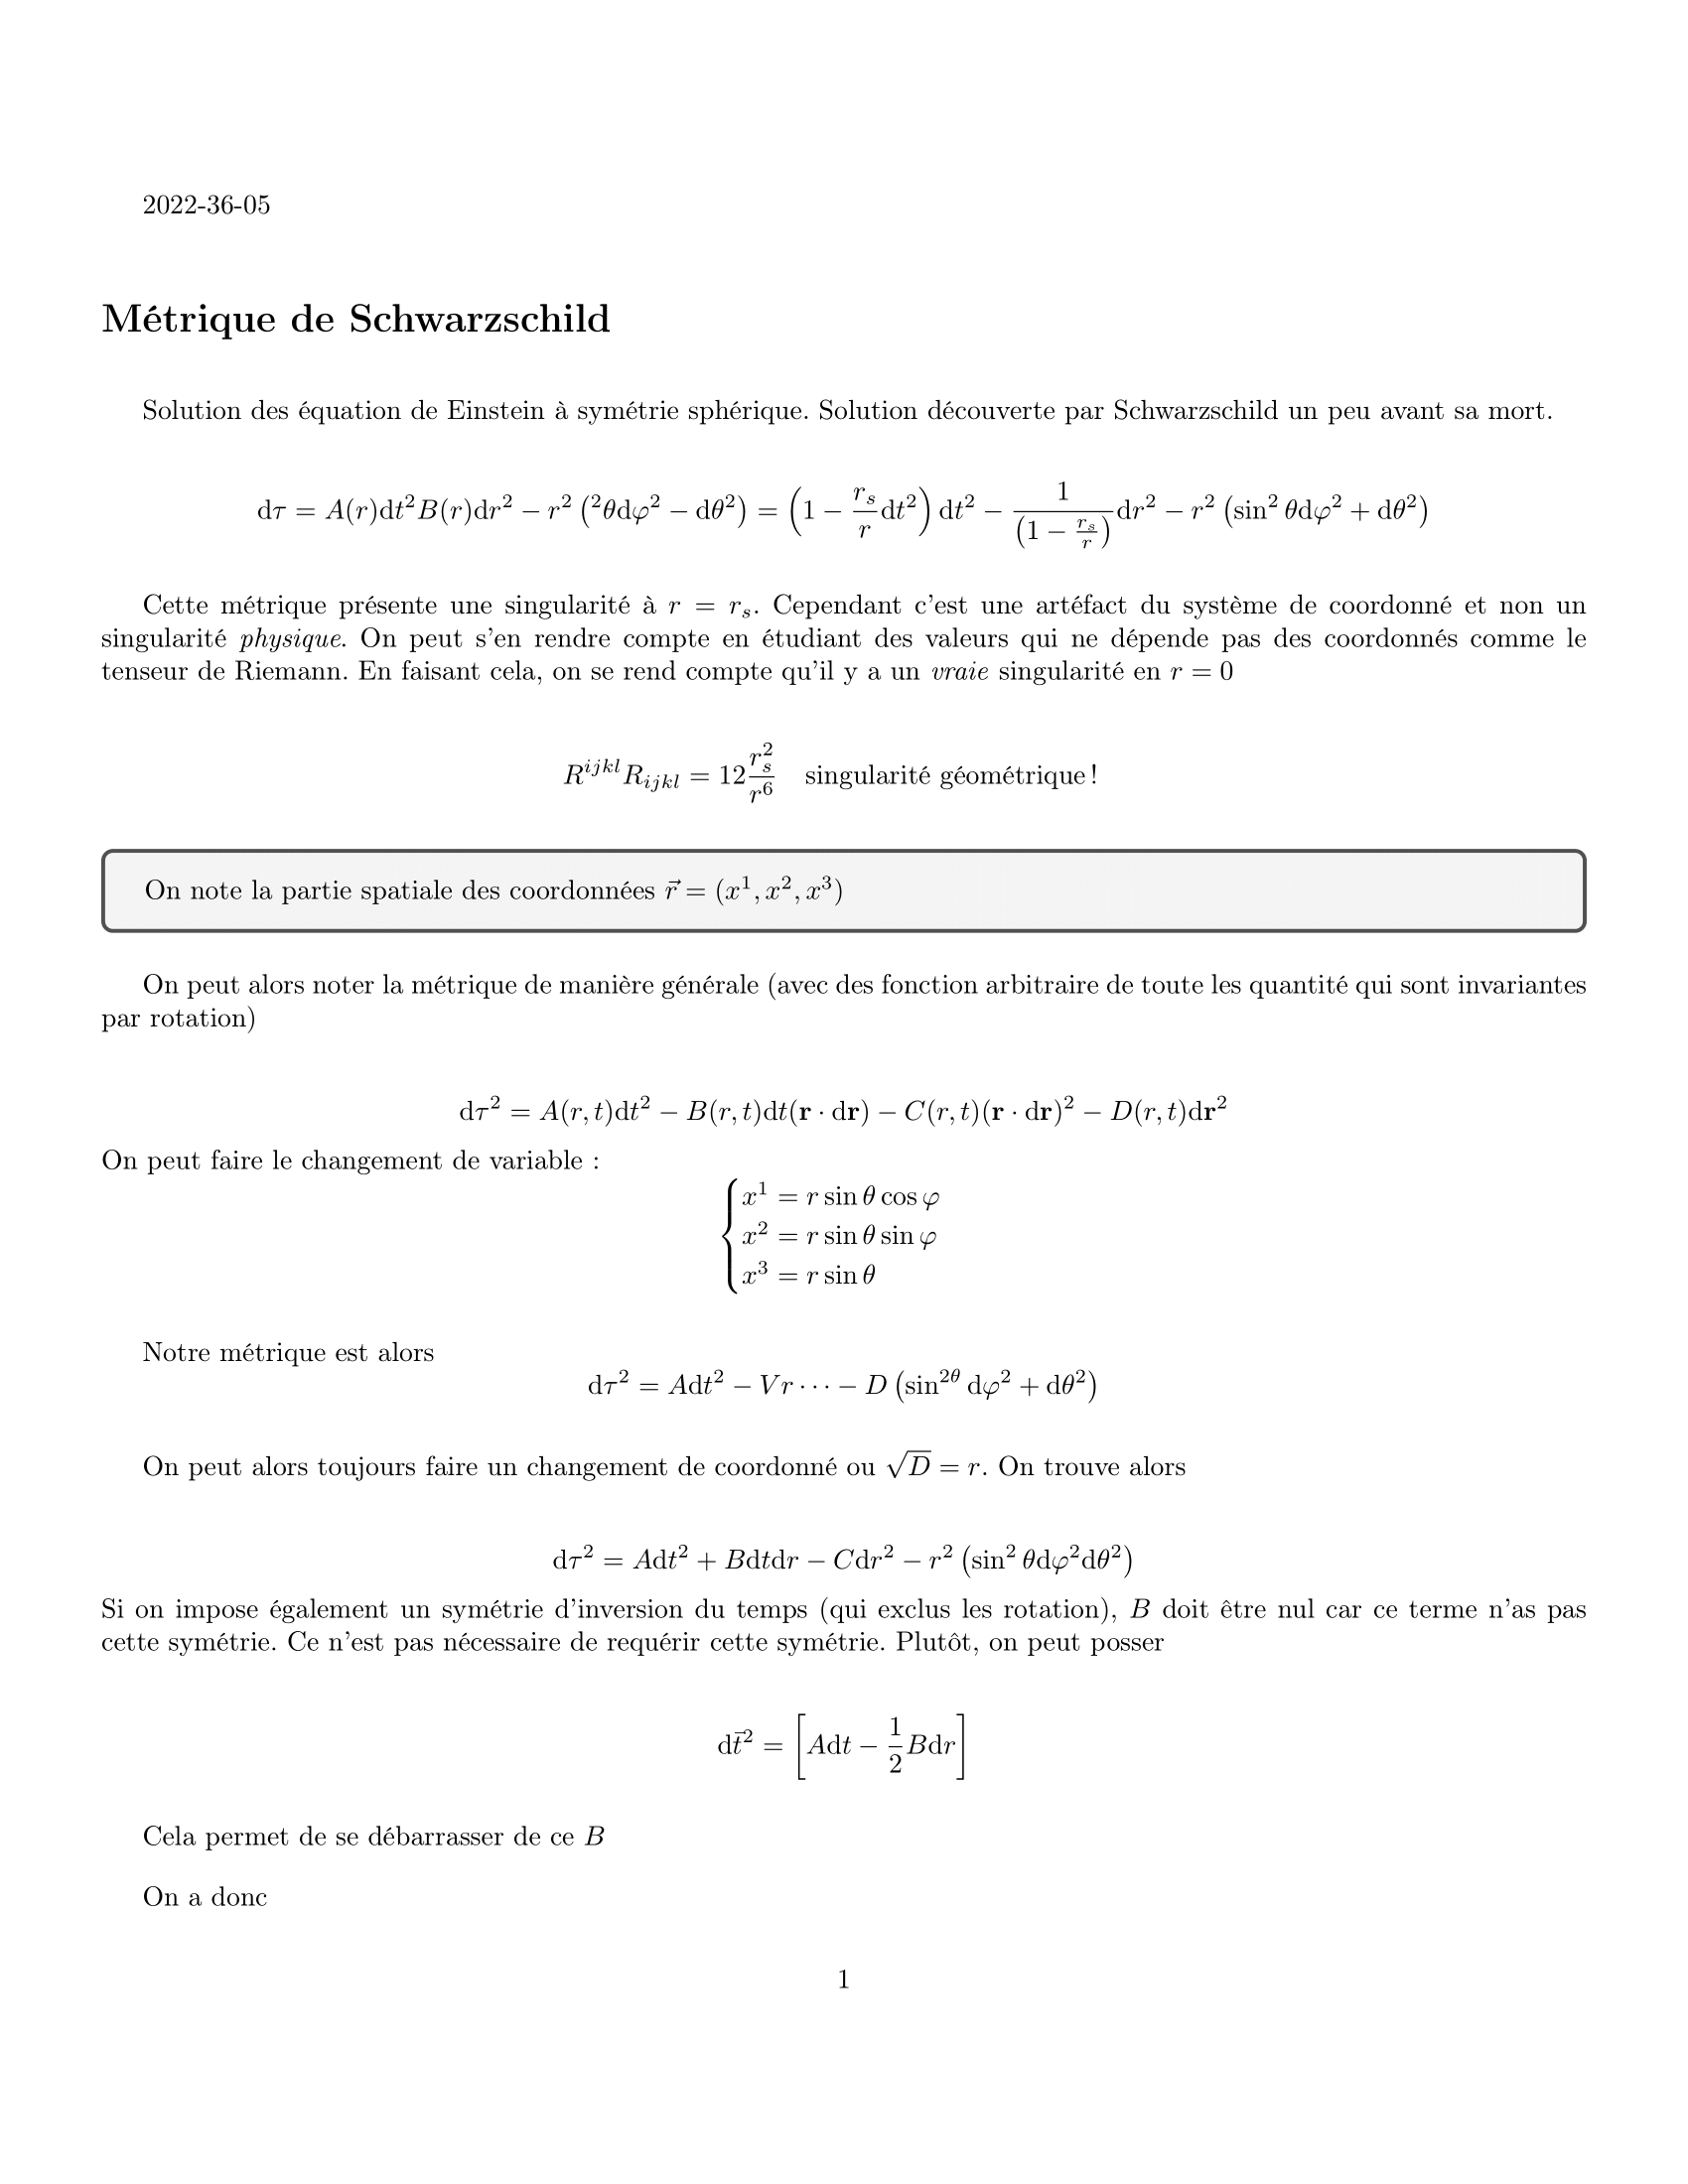 2022-36-05
Métrique de Schwarzschild
Solution des équation de Einstein à symétrie sphérique. Solution découverte par Schwarzschild un peu avant sa mort.
$$\mathrm{d}\tau = A(r)\mathrm{d}t^2 B(r)\mathrm{d}r^2 - r^2\left({}^2\theta\mathrm{d}\varphi^2 - \mathrm{d}\theta^2\right) = \left(1 - \frac{r_s}{r}\mathrm{d}t^2\right)\mathrm{d}t^2 - \frac{1}{\left(1 - \frac{r_s}{r}\right)}\mathrm{d}r^2 - r^2\left(\sin^2\theta\mathrm{d}\varphi^2 + \mathrm{d}\theta^2\right)$$
Cette métrique présente une singularité à $r = r_s$. Cependant c'est une artéfact du système de coordonné et non un
singularité physique. On peut s'en rendre compte en étudiant des valeurs qui ne dépende pas des coordonnés comme le
tenseur de Riemann. En faisant cela, on se rend compte qu'il y a un vraie singularité en $r = 0$
$$R^{ijkl}R_{ijkl} = 12\frac{r_s^2}{r^6} \quad \text{singularité géométrique !}$$
On note la partie spatiale des coordonnées $\vec{r} = (x^1, x^2, x^3)$
On peut alors noter la métrique de manière générale (avec des fonction arbitraire de toute les quantité qui sont invariantes
par rotation)
$$\mathrm{d}\tau^2 = A(r,t)\mathrm{d}t^2 - B(r,t)\mathrm{d}t(\mathbf{r}\cdot\mathrm{d}\mathbf{r}) - C(r,t)(\mathbf{r}\cdot\mathrm{d}\mathbf{r})^2 - D(r,t)\mathrm{d}\mathbf{r}^2$$
On peut faire le changement de variable :
$$\begin{cases} x^1 = r\sin\theta\cos\varphi \\ x^2 = r\sin\theta\sin\varphi \\ x^3 = r\sin\theta \end{cases}$$
Notre métrique est alors
$$\mathrm{d}\tau^2 = A\mathrm{d}t^2 - Vr\cdots - D\left(\sin^{2\theta}\mathrm{d}\varphi^2 + \mathrm{d}\theta^2\right)$$
On peut alors toujours faire un changement de coordonné ou $\sqrt{D} = r$. On trouve alors
$$\mathrm{d}\tau^2 = A\mathrm{d}t^2 + B\mathrm{d}t\mathrm{d}r - C\mathrm{d}r^2 - r^2\left(\sin^2\theta\mathrm{d}\varphi^2\mathrm{d}\theta^2\right)$$
Si on impose également un symétrie d'inversion du temps (qui exclus les rotation), $B$ doit être nul car ce terme n'as pas
cette symétrie. Ce n'est pas nécessaire de requérir cette symétrie. Plutôt, on peut posser
$$\mathrm{d}\vec{t}^2 = \left[A\mathrm{d}t - \frac{1}{2}B\mathrm{d}r\right]$$
Cela permet de se débarrasser de ce $B$
On a donc
1